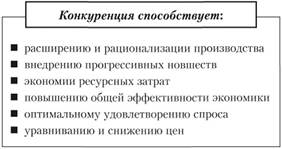 Конкуренция способствует:
■ расширению и рационализации производства
■ внедрению прогрессивных новшеств
■ экономии ресурсных затрат
■ повышению общей эффективности экономики
■ оптимальному удовлетворению спроса
■ уравниванию и снижению цен